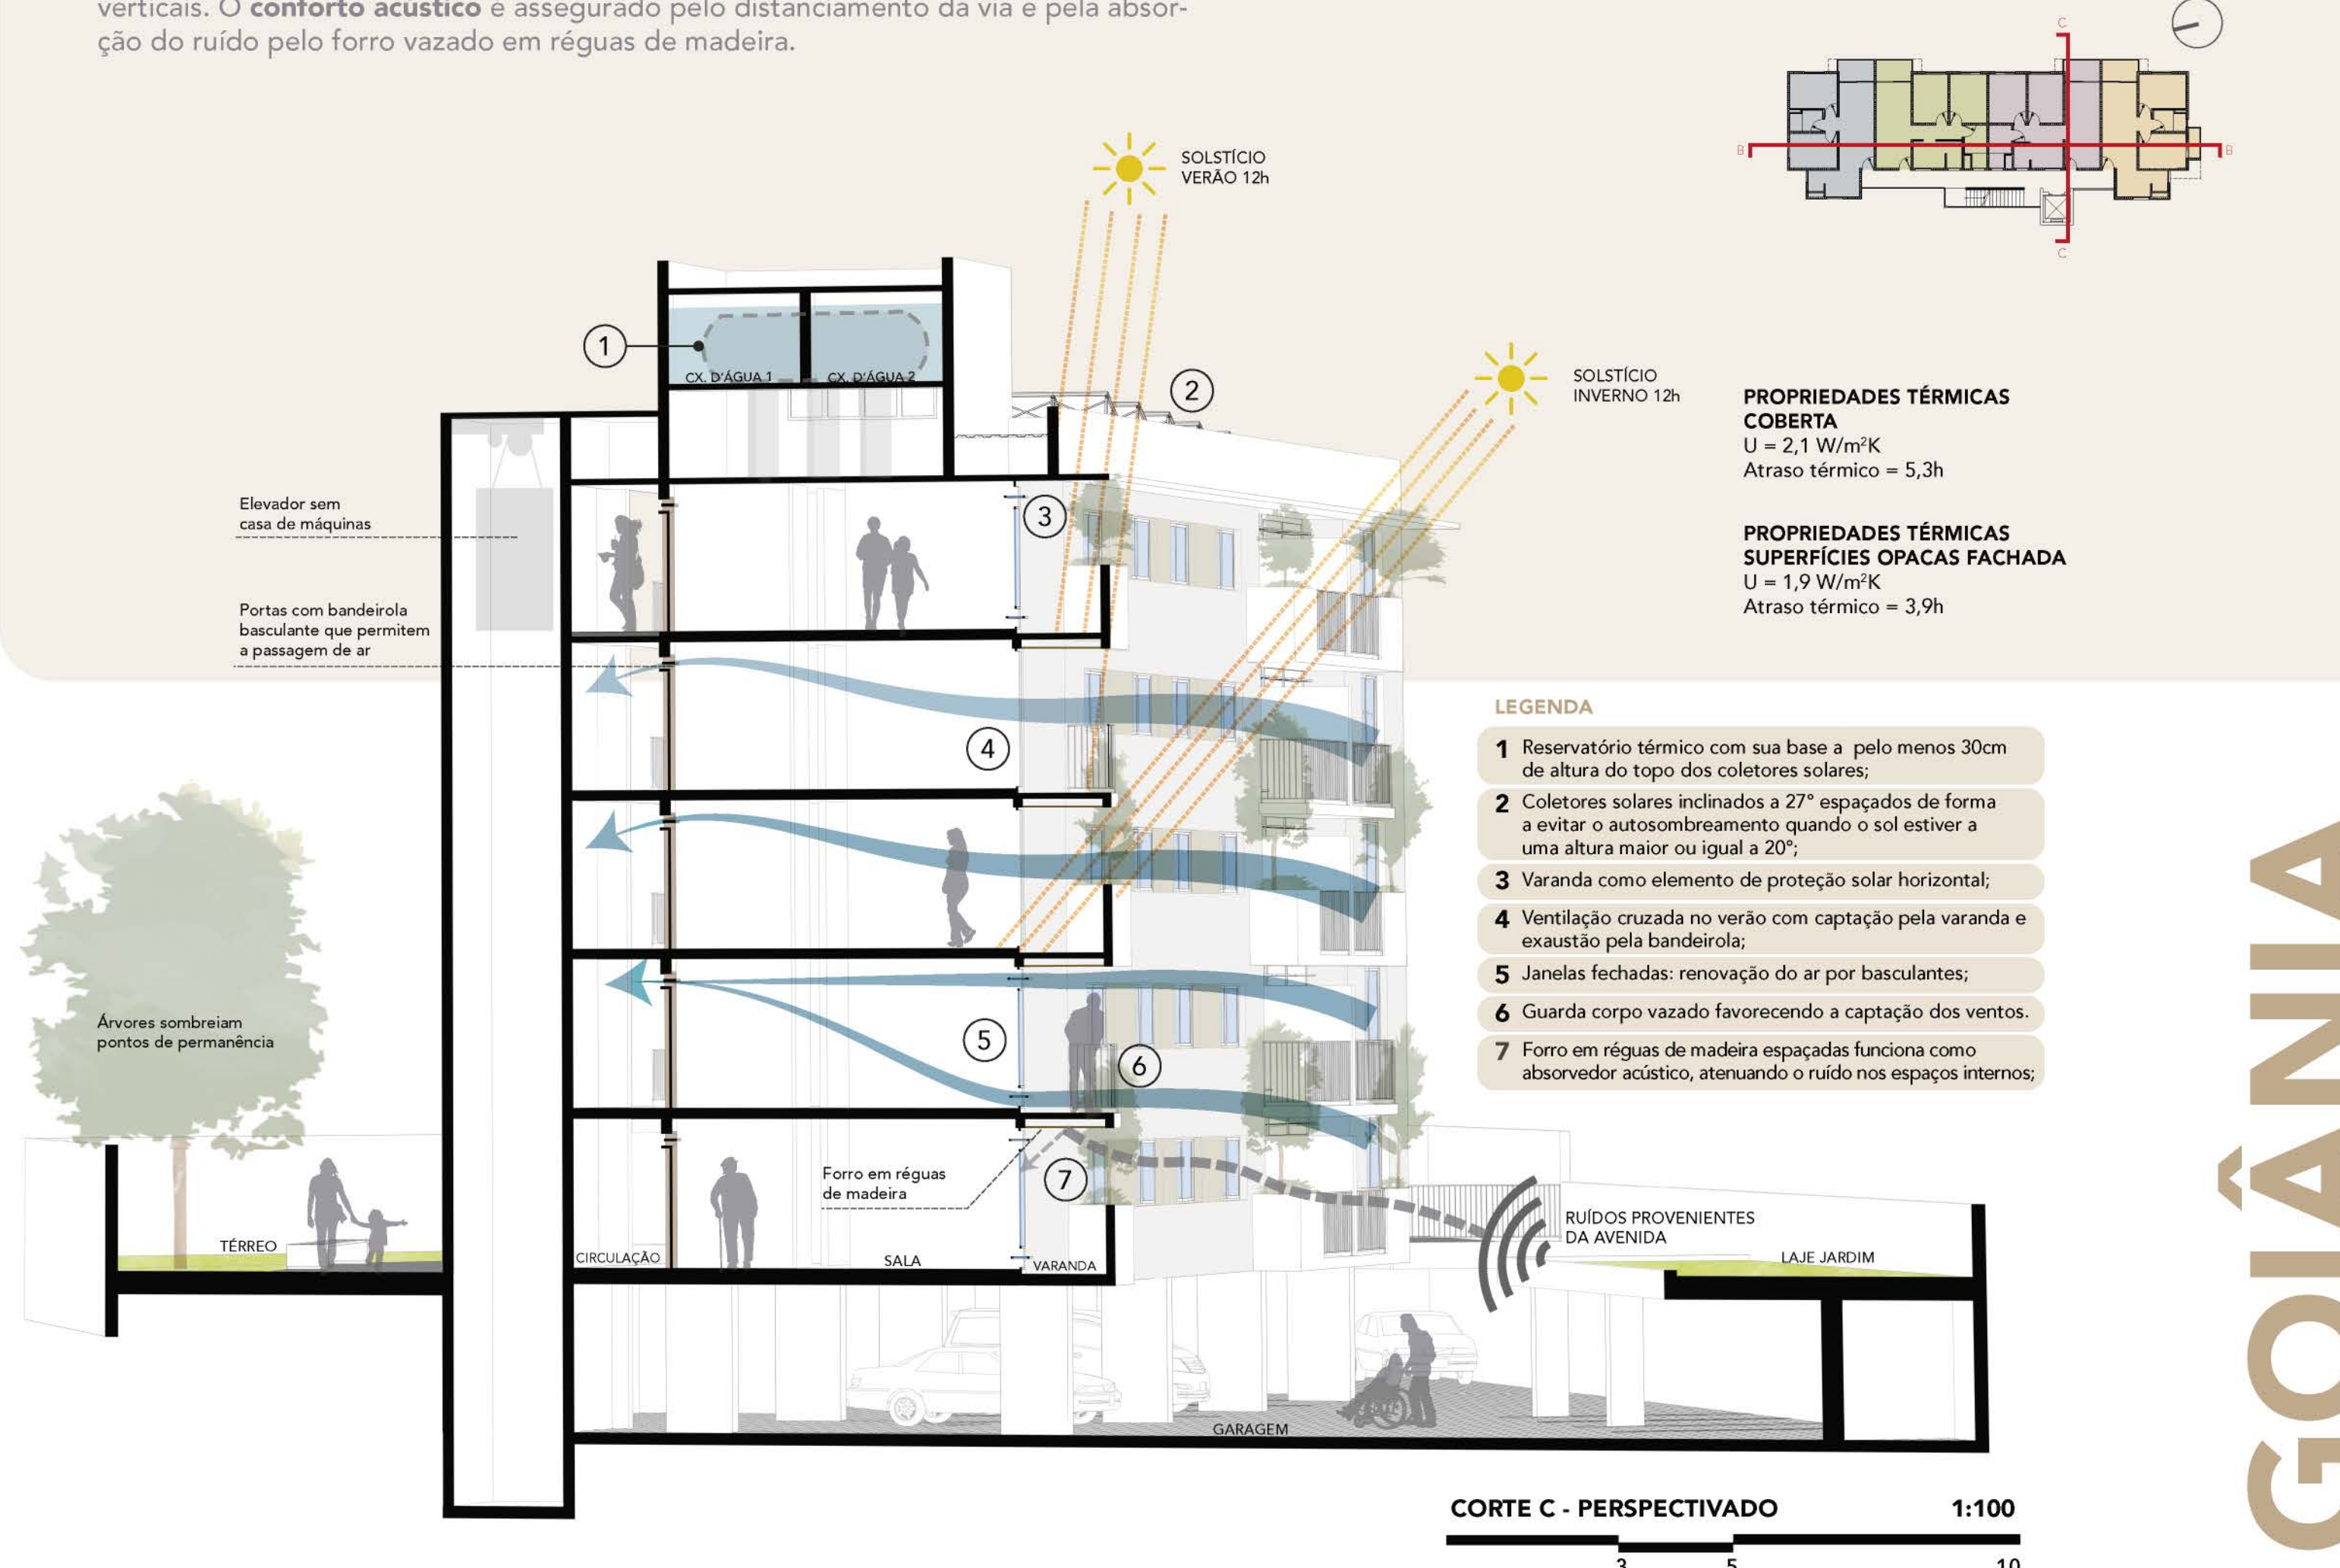 verticais. O conforto acústico é assegurado pelo distanciamento da via e pela absor-
ção do ruído pelo forro vazado em réguas de madeira.
C
B
B
C
SOLSTÍCIO
VERÃO 12h
1
CX. D'ÁGUA 1
CX. D'ÁGUA 2
2
SOLSTÍCIO
INVERNO 12h
PROPRIEDADES TÉRMICAS
COBERTA
U = 2,1 W/m²K
Atraso térmico = 5,3h
PROPRIEDADES TÉRMICAS
SUPERFÍCIES OPACAS FACHADA
U = 1,9 W/m²K
Atraso térmico = 3,9h
Elevador sem
casa de máquinas
3
Portas com bandeirola
basculante que permitem
a passagem de ar
4
LEGENDA
1 Reservatório térmico com sua base a pelo menos 30cm
de altura do topo dos coletores solares;
2 Coletores solares inclinados a 27° espaçados de forma
a evitar o autosombreamento quando o sol estiver a
uma altura maior ou igual a 20°;
3 Varanda como elemento de proteção solar horizontal;
4 Ventilação cruzada no verão com captação pela varanda e
exaustão pela bandeirola;
5 Janelas fechadas: renovação do ar por basculantes;
6 Guarda corpo vazado favorecendo a captação dos ventos.
7 Forro em réguas de madeira espaçadas funciona como
absorvedor acústico, atenuando o ruído nos espaços internos;
Árvores sombreiam
pontos de permanência
5
6
Forro em réguas
de madeira
7
RUÍDOS PROVENIENTES
DA AVENIDA
TÉRREO
CIRCULAÇÃO
SALA
VARANDA
LAJE JARDIM
GARAGEM
CORTE C - PERSPECTIVADO 1:100
3 5 10
GOIÂNIA